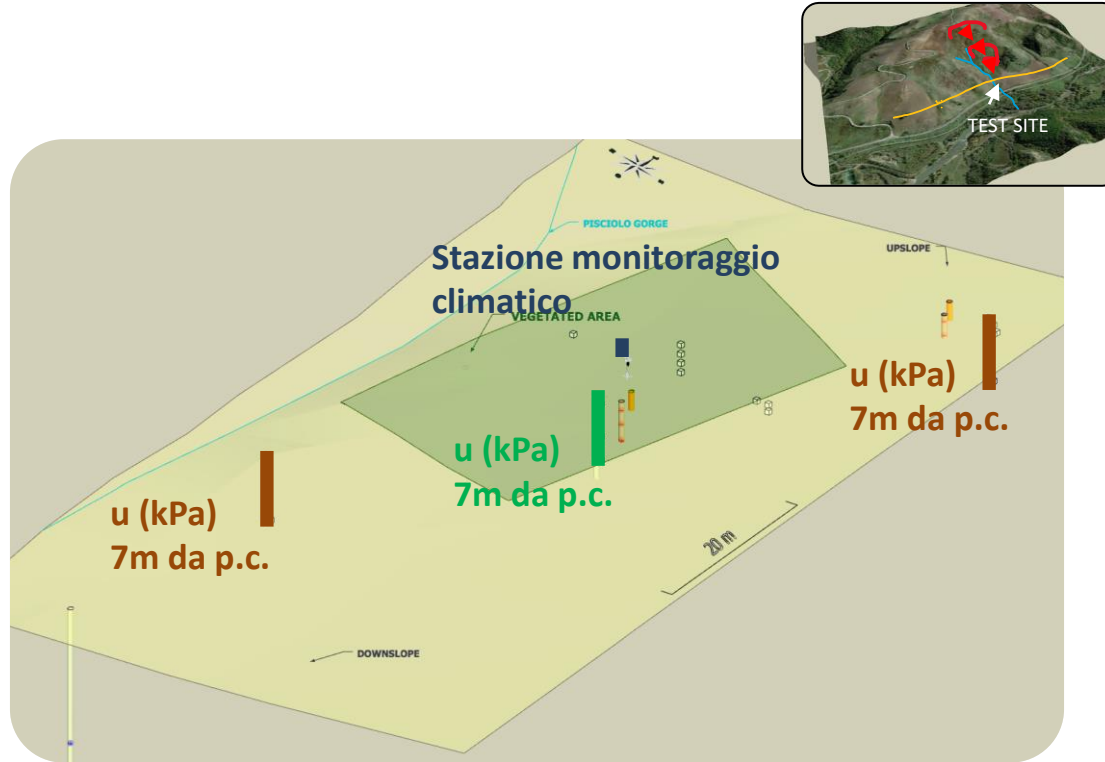 TEST SITE
PISCIOLO GORGE
Stazione monitoraggio
climatico
UPSLOPE
VEGETATED AREA
u (kPa)
7m da p.c.
u (kPa)
7m da p.c.
u (kPa)
7m da p.c.
20 m
DOWNSLOPE